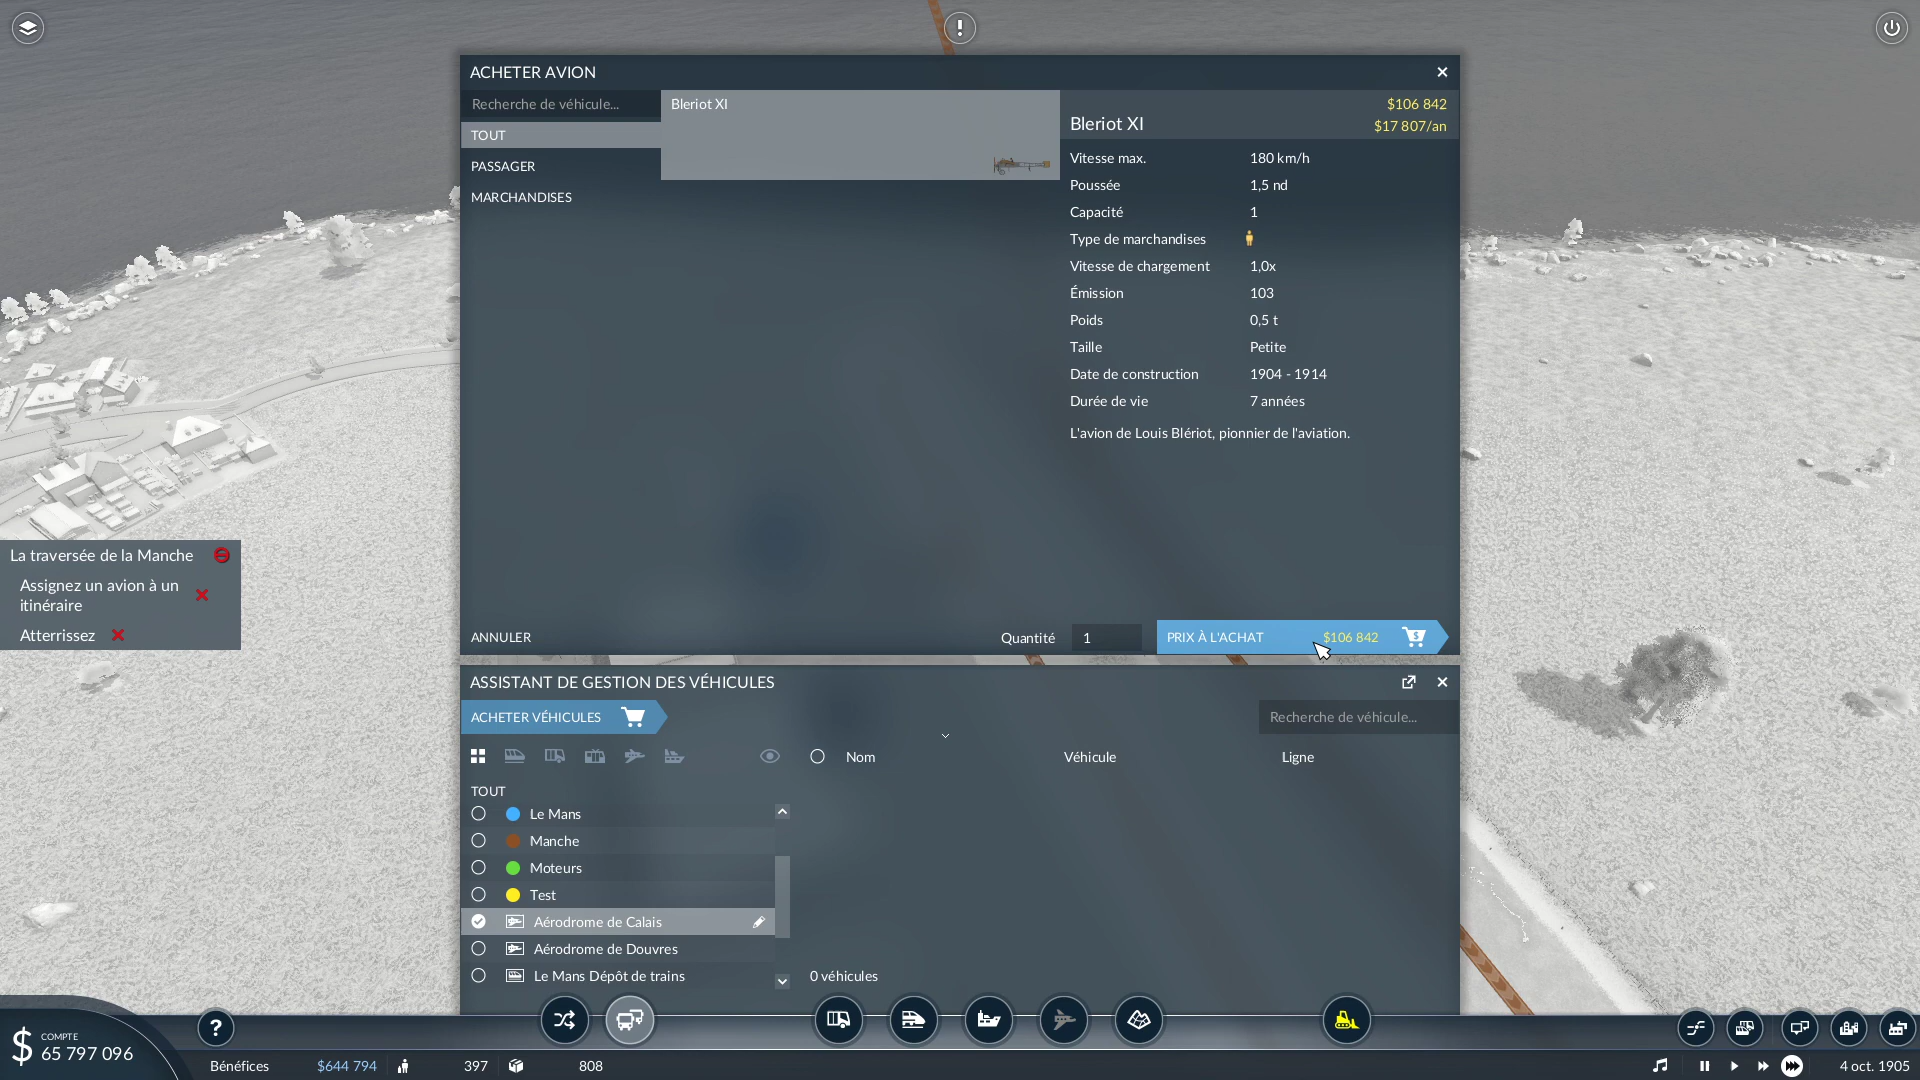 ACHETER AVION
Recherche de véhicule...
TOUT
PASSAGER
MARCHANDISES
Bleriot XI
$106 842
Bleriot XI
$17 807/an
Vitesse max. 180 km/h
Poussée 1,5 nd
Capacité 1
Type de marchandises
Vitesse de chargement 1,0x
Émission 103
Poids 0,5 t
Taille Petite
Date de construction 1904 - 1914
Durée de vie 7 années
L'avion de Louis Blériot, pionnier de l'aviation.
La traversée de la Manche
Assignez un avion à un
itinéraire
Atterrissez
ANNULER
Quantité 1
PRIX À L'ACHAT $106 842
ASSISTANT DE GESTION DES VÉHICULES
ACHETER VÉHICULES
Recherche de véhicule...
Nom Véhicule Ligne
TOUT
Le Mans
Manche
Moteurs
Test
Aérodrome de Calais
Aérodrome de Douvres
Le Mans Dépôt de trains
0 véhicules
COMPTE
$ 65 797 096
?
Bénéfices $644 794 397 808
4 oct. 1905